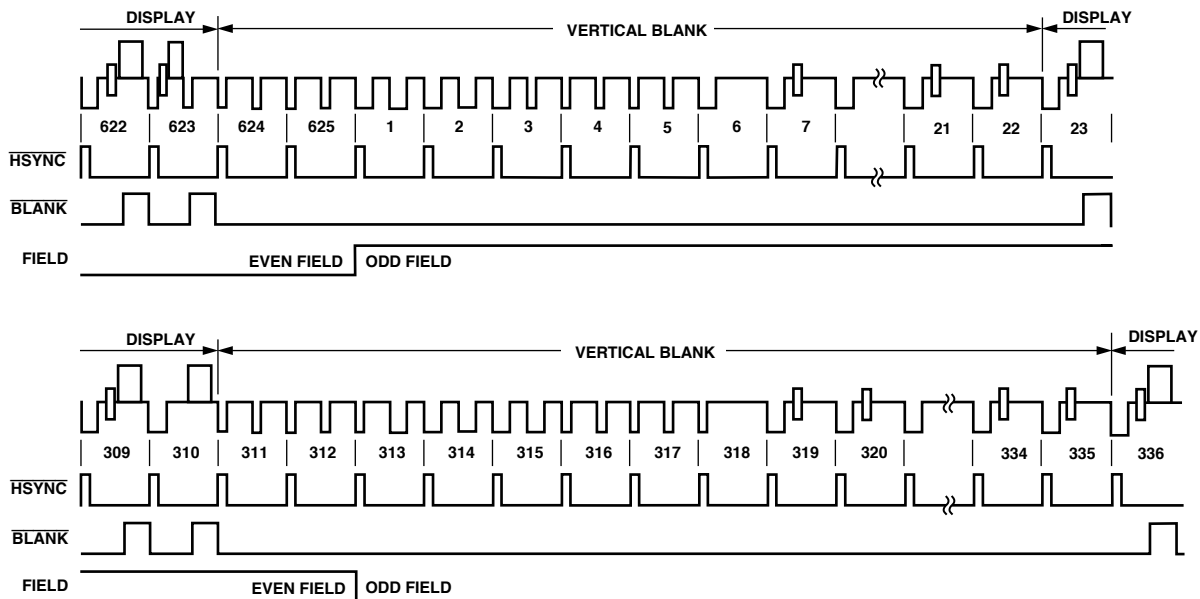 DISPLAY VERTICAL BLANK DISPLAY
622 623 624 625 1 2 3 4 5 6 7 21 22 23
HSYNC
BLANK
FIELD EVEN FIELD ODD FIELD
DISPLAY VERTICAL BLANK DISPLAY
309 310 311 312 313 314 315 316 317 318 319 320 334 335 336
HSYNC
BLANK
FIELD EVEN FIELD ODD FIELD